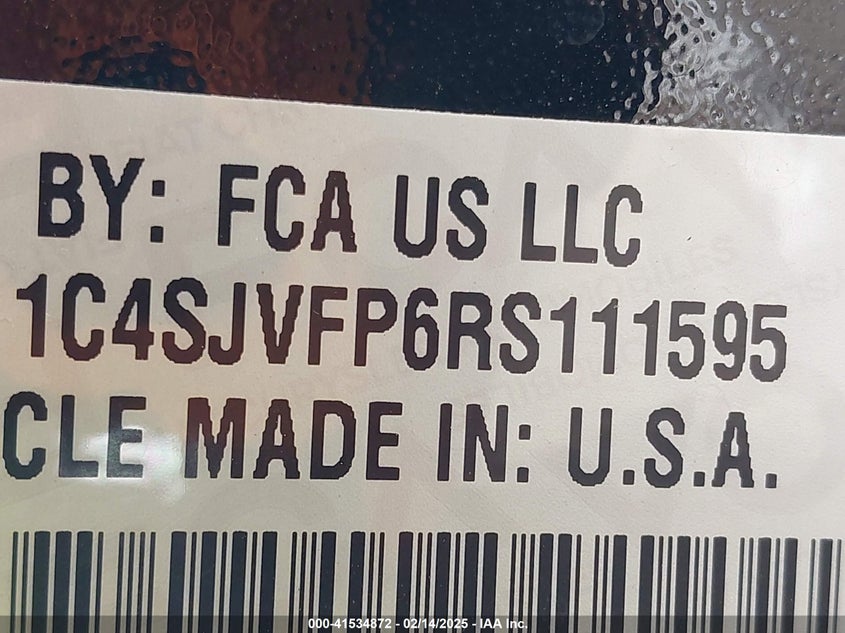 BY: FCA US LLC
1C4SJVFP6RS111595
CLE MADE IN: U.S.A.
000-41534872 - 02/14/2025 - IAA Inc.